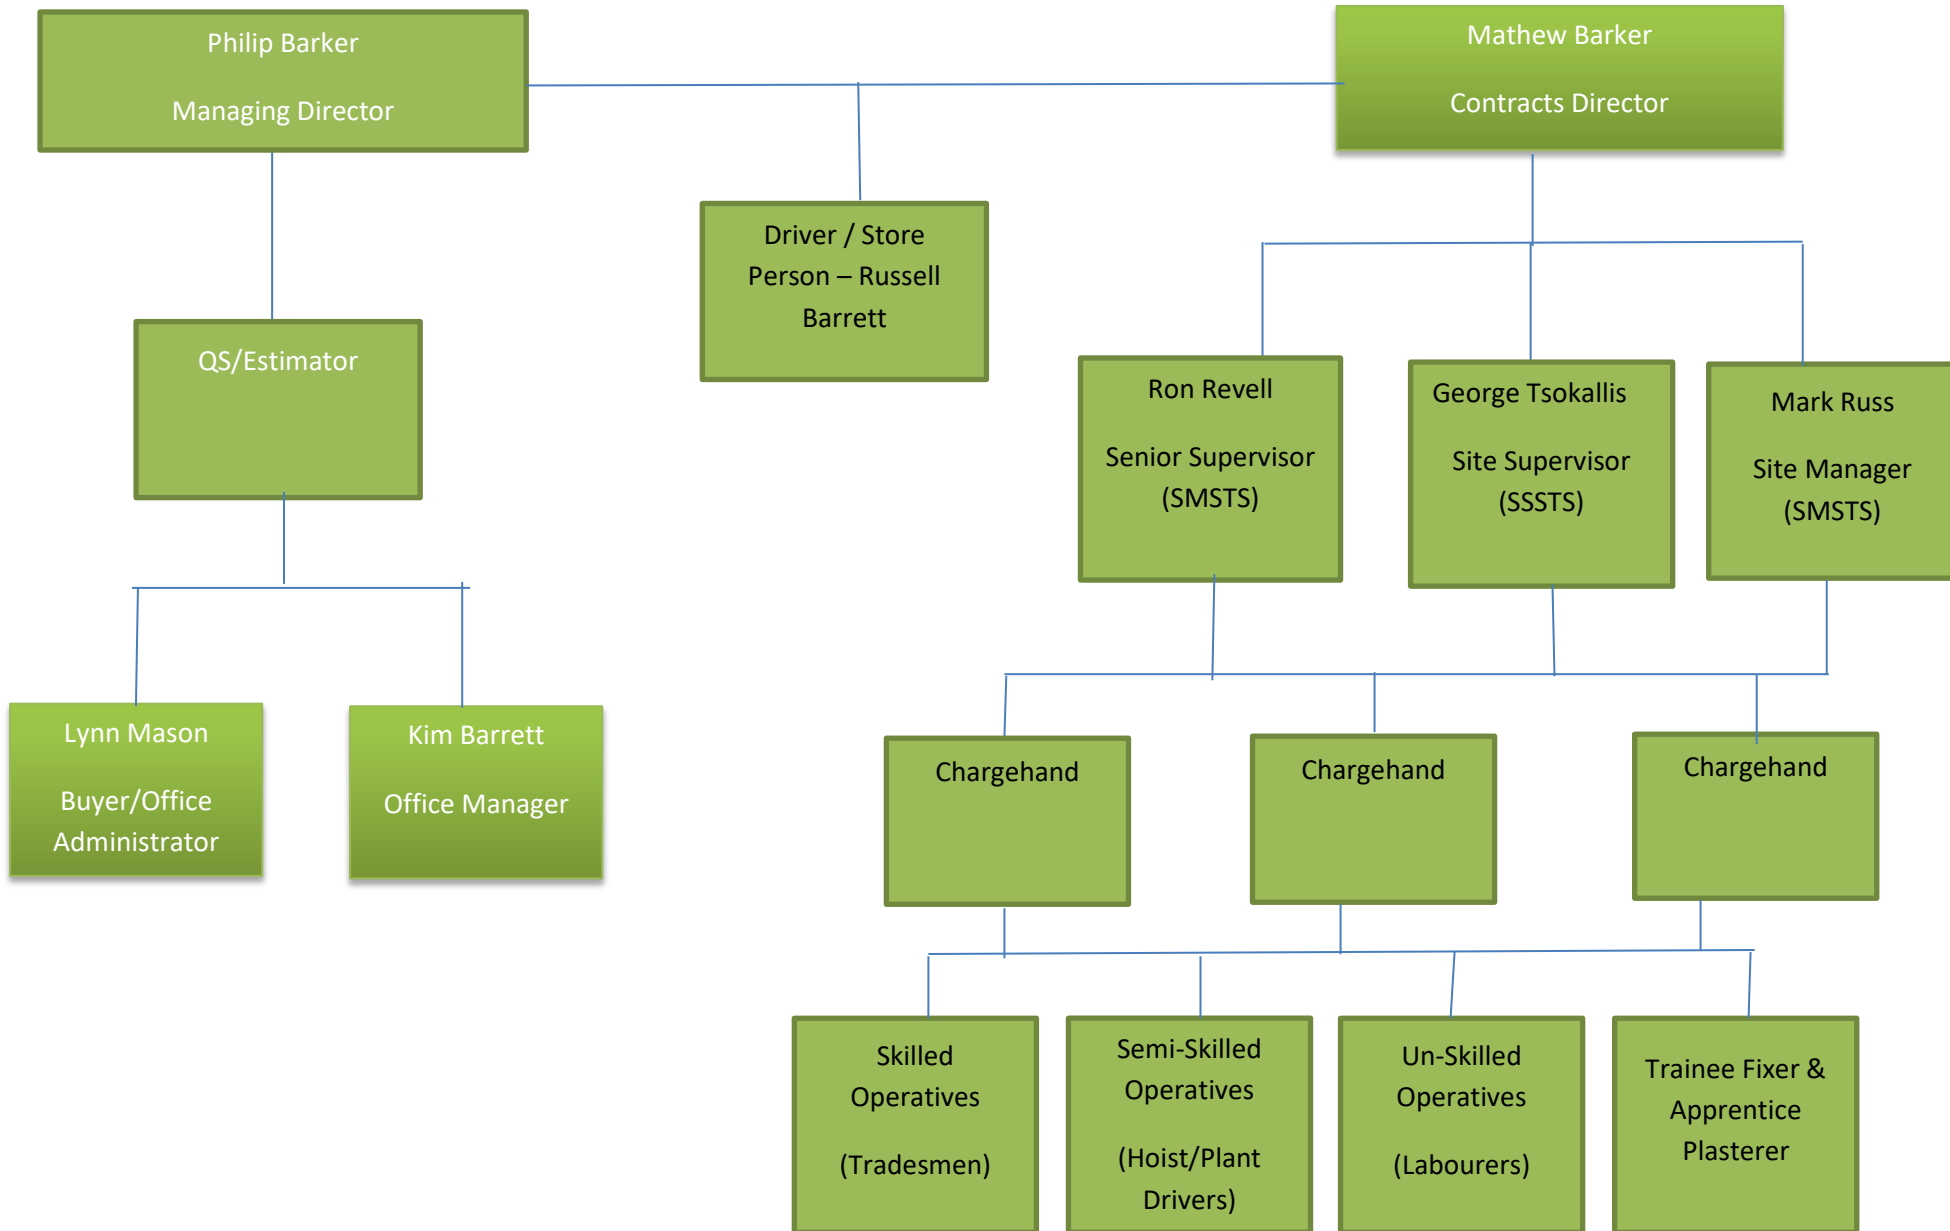 Philip Barker
Managing Director
Mathew Barker
Contracts Director
Driver / Store
Person – Russell
Barrett
QS/Estimator
Ron Revell
Senior Supervisor
(SMSTS)
George Tsokallis
Site Supervisor
(SSSTS)
Mark Russ
Site Manager
(SMSTS)
Lynn Mason
Buyer/Office
Administrator
Kim Barrett
Office Manager
Chargehand
Chargehand
Chargehand
Skilled
Operatives
(Tradesmen)
Semi-Skilled
Operatives
(Hoist/Plant
Drivers)
Un-Skilled
Operatives
(Labourers)
Trainee Fixer &
Apprentice
Plasterer